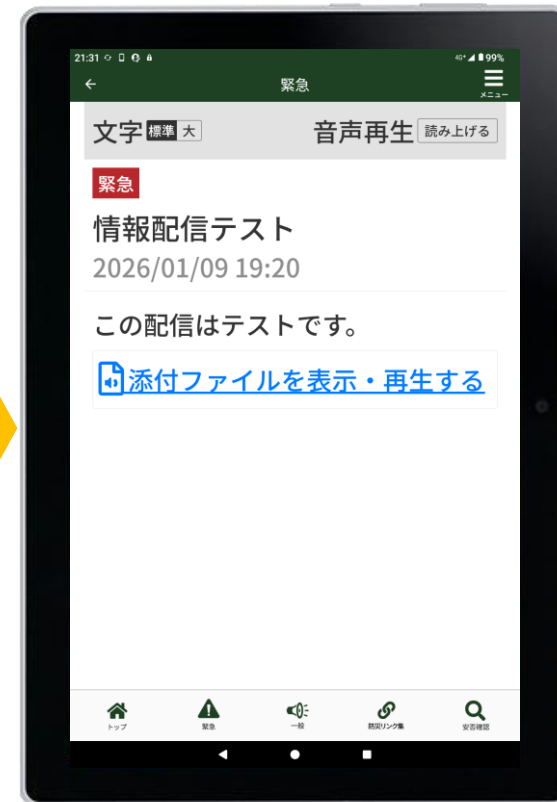 21:31
4G+ 99%
緊急
メニュー
文字 標準 大 音声再生 読み上げる
緊急
情報配信テスト
2026/01/09 19:20
この配信はテストです。
添付ファイルを表示・再生する
トップ 緊急 一般 防災リンク集 安否確認